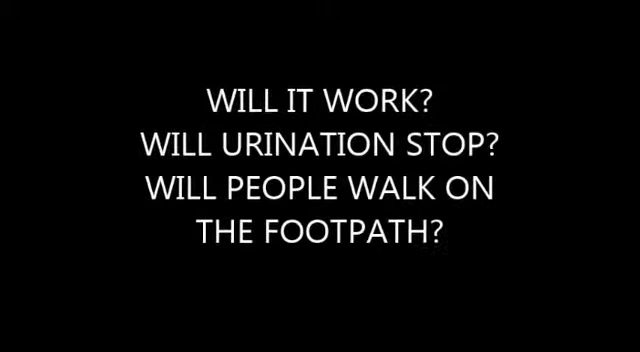 WILL IT WORK?
WILL URINATION STOP?
WILL PEOPLE WALK ON
THE FOOTPATH?